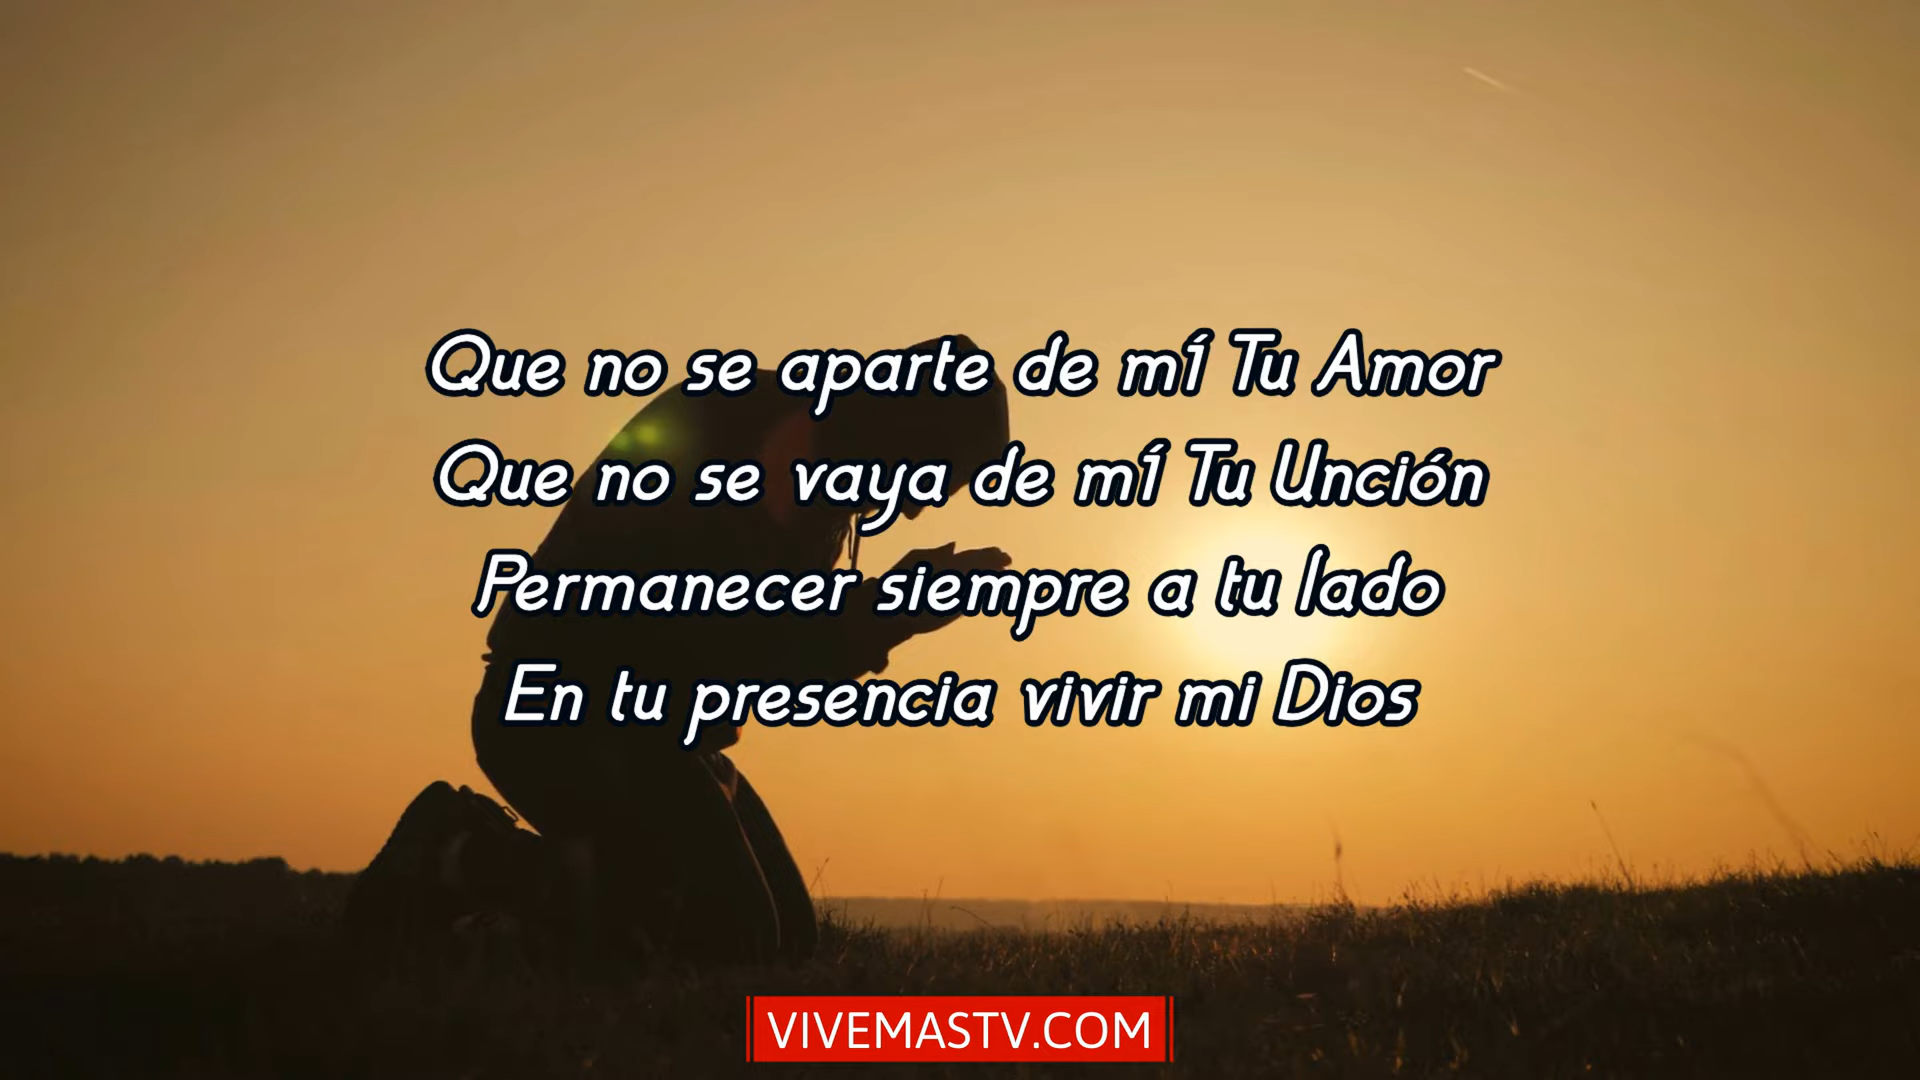 Que no se aparte de mí Tu Amor
Que no se vaya de mí Tu Unción
Permanecer siempre a tu lado
En tu presencia vivir mi Dios
VIVEMASTV.COM